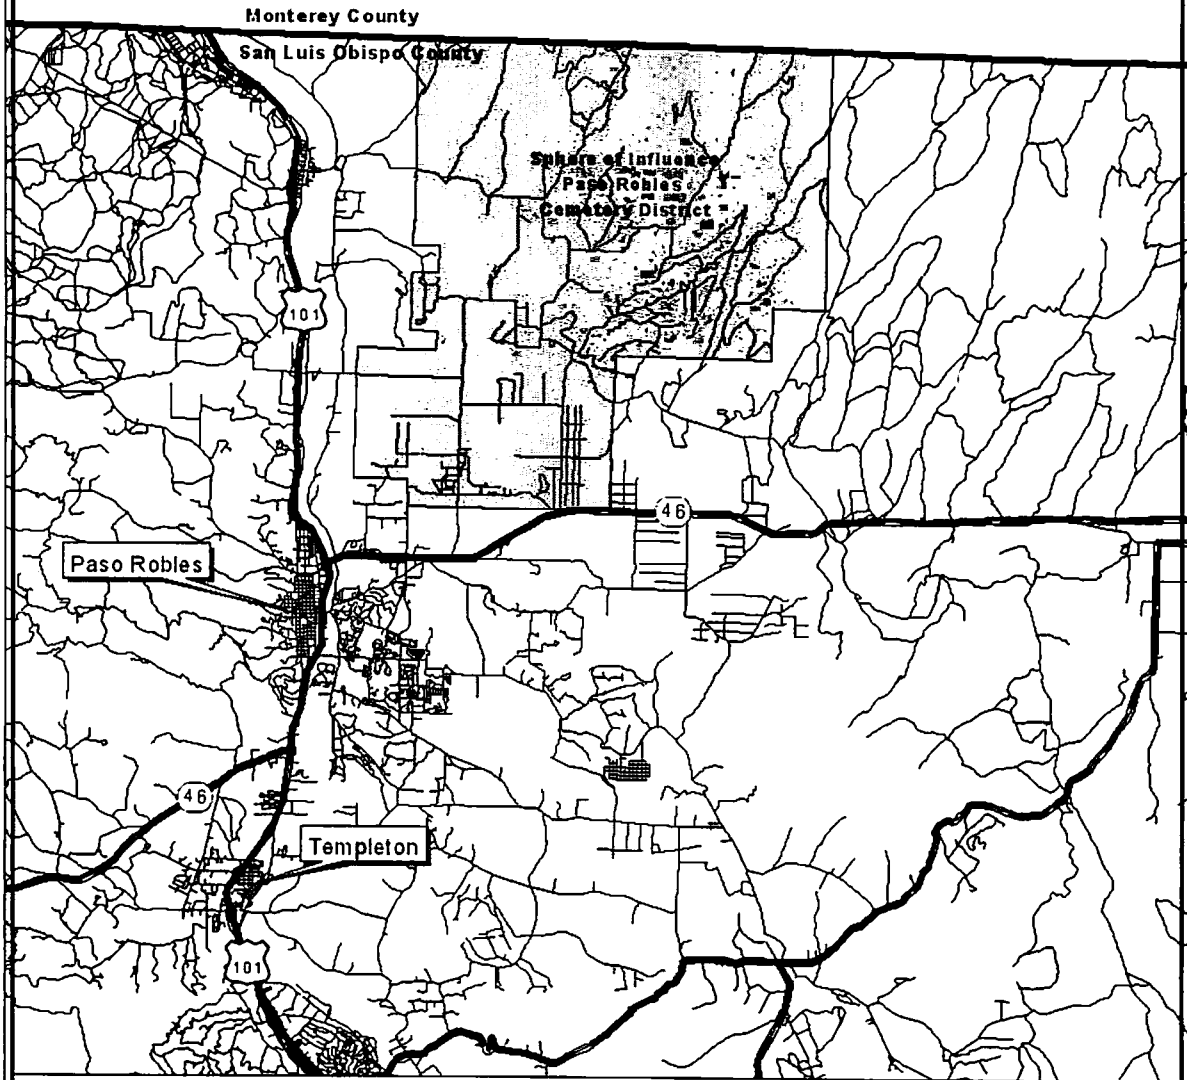 Monterey County
San Luis Obispo County
Sphere of Influence
Paso Robles
Cemetery District
101
46
Paso Robles
46
Templeton
101